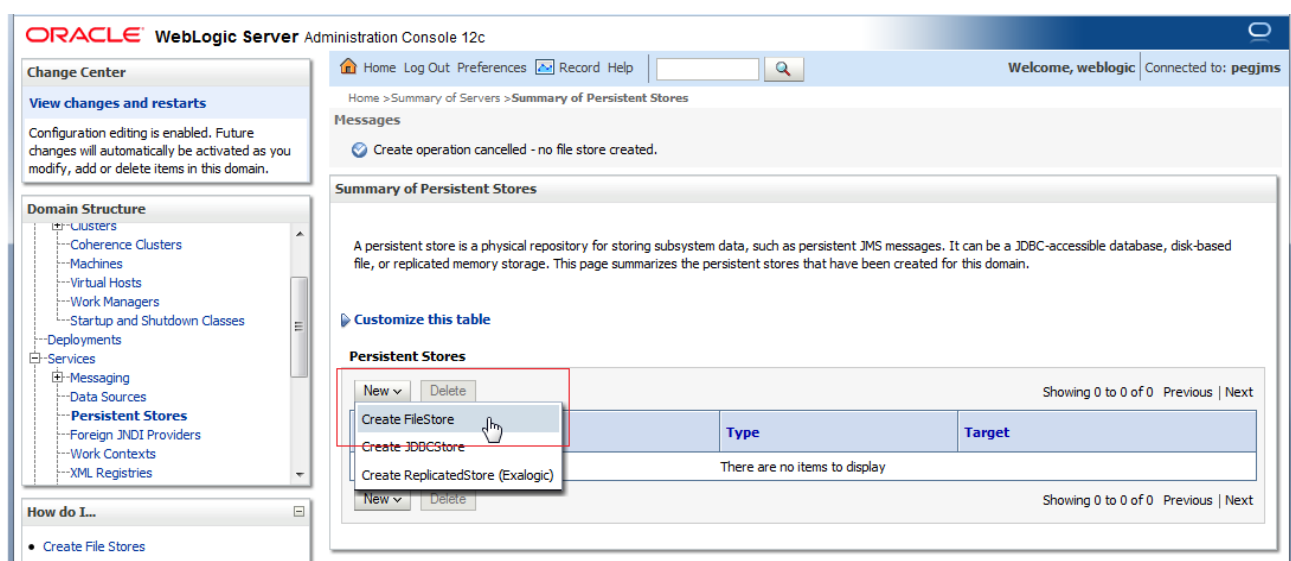 ORACLE WebLogic Server Administration Console 12c
Change Center
View changes and restarts
Configuration editing is enabled. Future
changes will automatically be activated as you
modify, add or delete items in this domain.
Domain Structure
Clusters
Coherence Clusters
Machines
Virtual Hosts
Work Managers
Startup and Shutdown Classes
Deployments
Services
Messaging
Data Sources
Persistent Stores
Foreign JNDI Providers
Work Contexts
XML Registries
How do I...
Create File Stores
Home Log Out Preferences Record Help
Welcome, weblogic Connected to: pegjms
Home >Summary of Servers >Summary of Persistent Stores
Messages
Create operation cancelled - no file store created.
Summary of Persistent Stores
A persistent store is a physical repository for storing subsystem data, such as persistent JMS messages. It can be a JDBC-accessible database, disk-based
file, or replicated memory storage. This page summarizes the persistent stores that have been created for this domain.
Customize this table
Persistent Stores
New Delete Showing 0 to 0 of 0 Previous | Next
Create FileStore
Create JDBCStore
Create ReplicatedStore (Exalogic)
Type Target
There are no items to display
New Delete Showing 0 to 0 of 0 Previous | Next